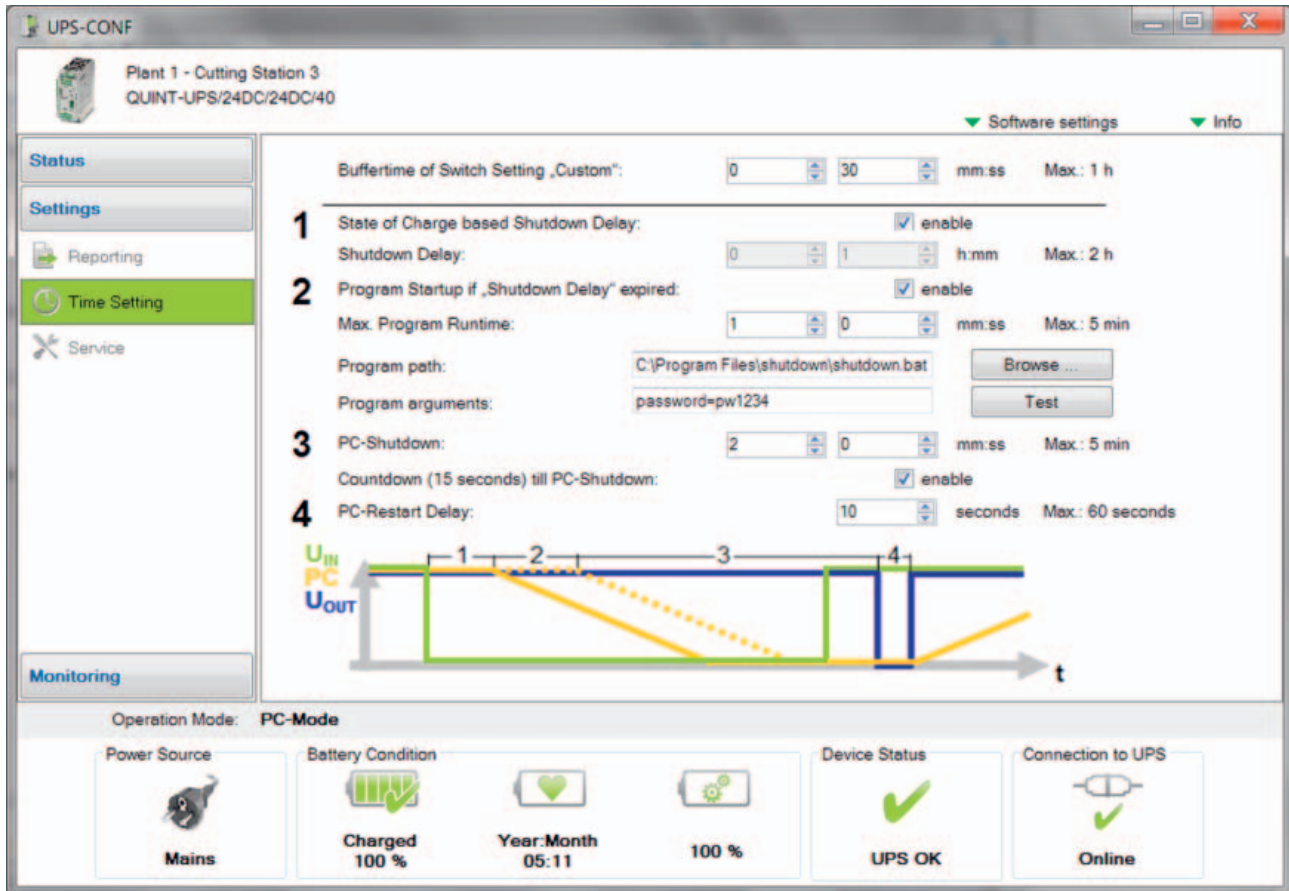 UPS-CONF
Plant 1 - Cutting Station 3
QUINT-UPS/24DC/24DC/40
Software settings Info
Status
Settings
Reporting
Time Setting
Service
Monitoring
Buffertime of Switch Setting „Custom“: 0 30 mm:ss Max.: 1 h
1 State of Charge based Shutdown Delay: enable
Shutdown Delay: 0 1 h:mm Max.: 2 h
2 Program Startup if „Shutdown Delay“ expired: enable
Max. Program Runtime: 1 0 mm:ss Max.: 5 min
Program path: C:\Program Files\shutdown\shutdown.bat Browse ...
Program arguments: password=pw1234 Test
3 PC-Shutdown: 2 0 mm:ss Max.: 5 min
Countdown (15 seconds) till PC-Shutdown: enable
4 PC-Restart Delay: 10 seconds Max.: 60 seconds
UIN 1 2 3 4
PC
UOUT
t
Operation Mode: PC-Mode
Power Source Battery Condition Device Status Connection to UPS
Charged Year:Month
Mains 100 % 05:11 100 % UPS OK Online